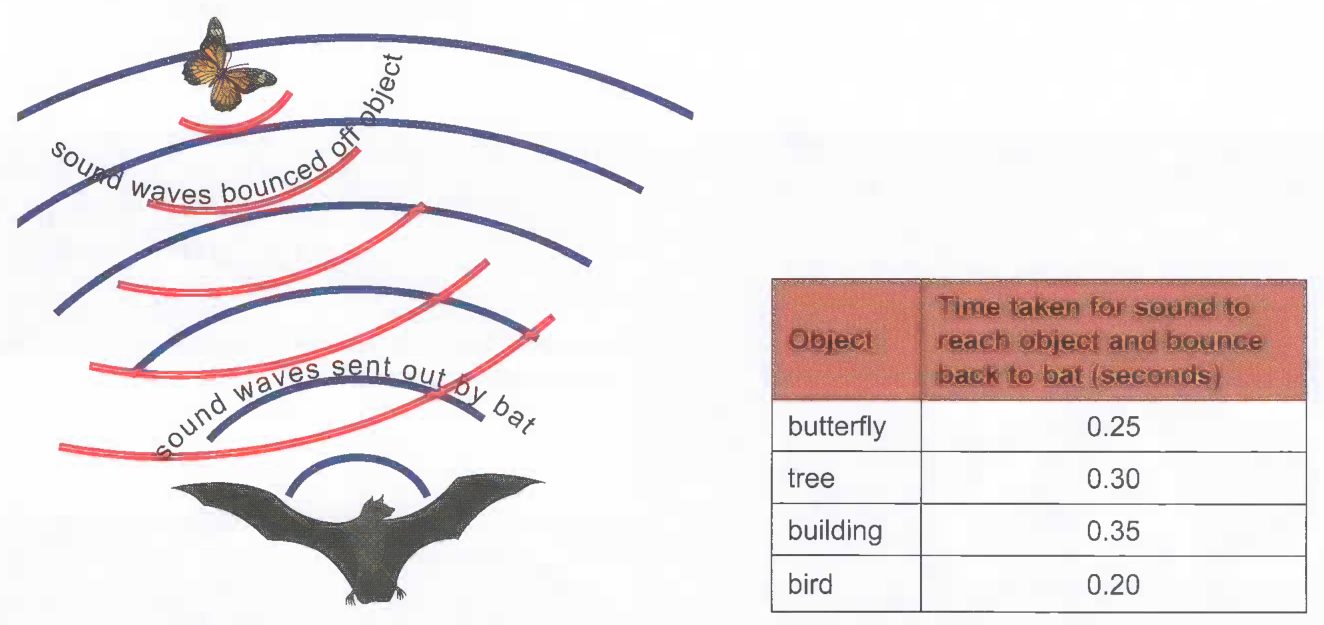 sound waves bounced off object
sound waves sent out by bat
Object
Time taken for sound to
reach object and bounce
back to bat (seconds)
butterfly 0.25
tree 0.30
building 0.35
bird 0.20